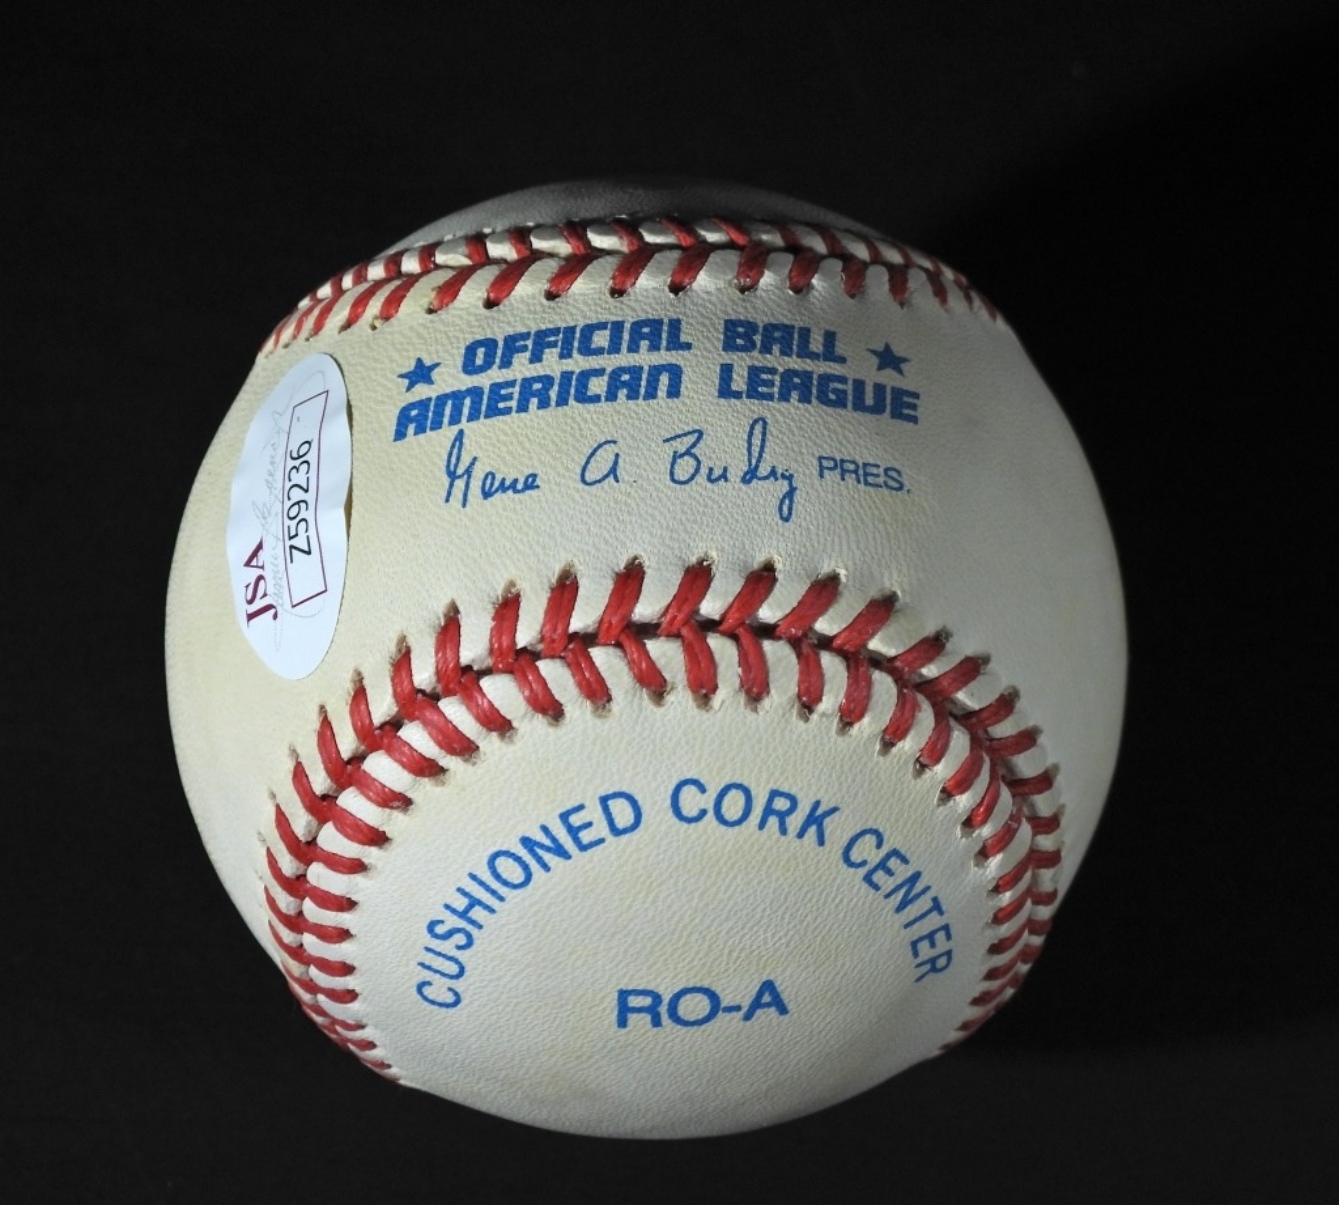 ★ OFFICIAL BALL ★
AMERICAN LEAGUE
Gene A. Budig PRES.
JSA
Z59236
CUSHIONED CORK CENTER
RO-A